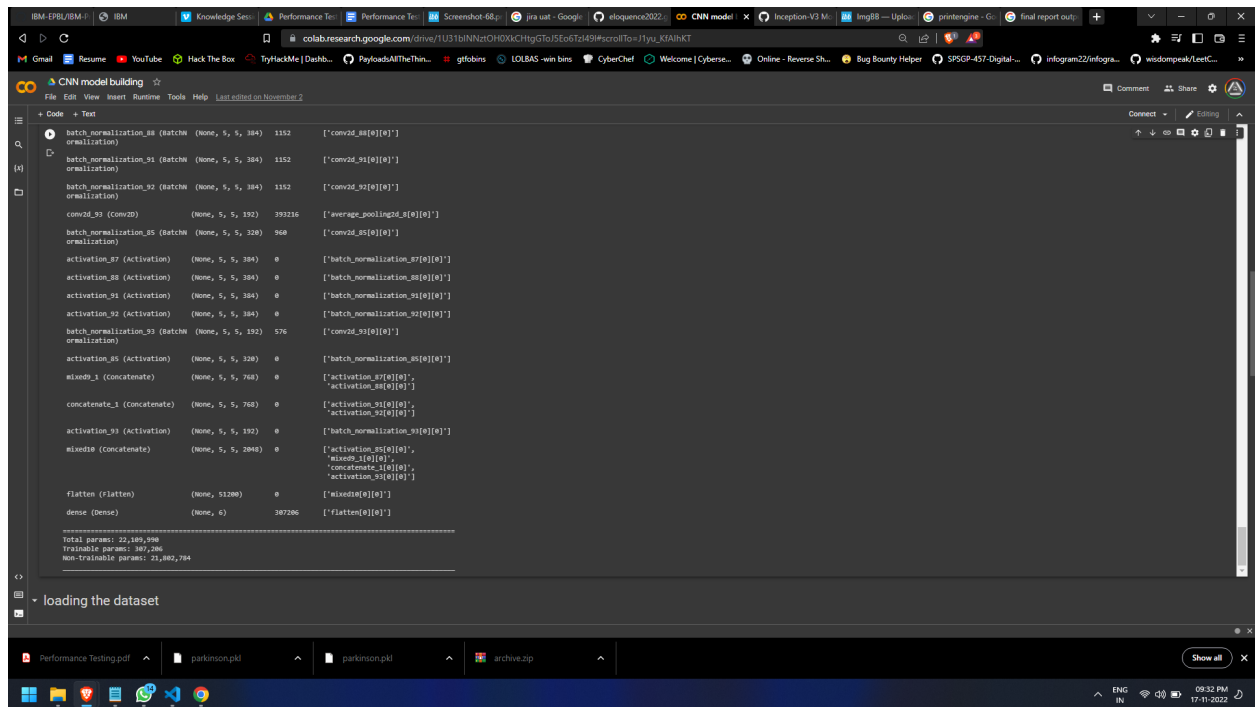 IBM-EPBL/IBM-P
IBM
Knowledge Sess
Performance Tes
Performance Tes
Screenshot-68.p
jira uat - Google
eloquence2022.g
CNN model b
Inception-V3 Mo
ImgBB — Uploa
printengine - Go
final report outp
colab.research.google.com/drive/1U31bINNztOH0XkCHtgGToJ5Eo6TzI49I#scrollTo=J1yu_KfAIhKT
Gmail
Resume
YouTube
Hack The Box
TryHackMe | Dashb...
PayloadsAllTheThin...
gtfobins
LOLBAS -win bins
CyberChef
Welcome | Cyberse...
Online - Reverse Sh...
Bug Bounty Helper
SPSGP-457-Digital-...
infogram22/infogra...
wisdompeak/LeetC...
»
CNN model building
File Edit View Insert Runtime Tools Help Last edited on November 2
Comment
Share
+ Code + Text
Connect
Editing
batch_normalization_88 (BatchN (None, 5, 5, 384) 1152 ['conv2d_88[0][0]']
ormalization)
batch_normalization_91 (BatchN (None, 5, 5, 384) 1152 ['conv2d_91[0][0]']
ormalization)
batch_normalization_92 (BatchN (None, 5, 5, 384) 1152 ['conv2d_92[0][0]']
ormalization)
conv2d_93 (Conv2D) (None, 5, 5, 192) 393216 ['average_pooling2d_8[0][0]']
batch_normalization_85 (BatchN (None, 5, 5, 320) 960 ['conv2d_85[0][0]']
ormalization)
activation_87 (Activation) (None, 5, 5, 384) 0 ['batch_normalization_87[0][0]']
activation_88 (Activation) (None, 5, 5, 384) 0 ['batch_normalization_88[0][0]']
activation_91 (Activation) (None, 5, 5, 384) 0 ['batch_normalization_91[0][0]']
activation_92 (Activation) (None, 5, 5, 384) 0 ['batch_normalization_92[0][0]']
batch_normalization_93 (BatchN (None, 5, 5, 192) 576 ['conv2d_93[0][0]']
ormalization)
activation_85 (Activation) (None, 5, 5, 320) 0 ['batch_normalization_85[0][0]']
mixed9_1 (Concatenate) (None, 5, 5, 768) 0 ['activation_87[0][0]',
'activation_88[0][0]']
concatenate_1 (Concatenate) (None, 5, 5, 768) 0 ['activation_91[0][0]',
'activation_92[0][0]']
activation_93 (Activation) (None, 5, 5, 192) 0 ['batch_normalization_93[0][0]']
mixed10 (Concatenate) (None, 5, 5, 2048) 0 ['activation_85[0][0]',
'mixed9_1[0][0]',
'concatenate_1[0][0]',
'activation_93[0][0]']
flatten (Flatten) (None, 51200) 0 ['mixed10[0][0]']
dense (Dense) (None, 6) 307206 ['flatten[0][0]']
Total params: 22,109,990
Trainable params: 307,206
Non-trainable params: 21,802,784
loading the dataset
Performance Testing.pdf
parkinson.pkl
parkinson.pkl
archive.zip
Show all
14
ENG
IN
09:32 PM
17-11-2022